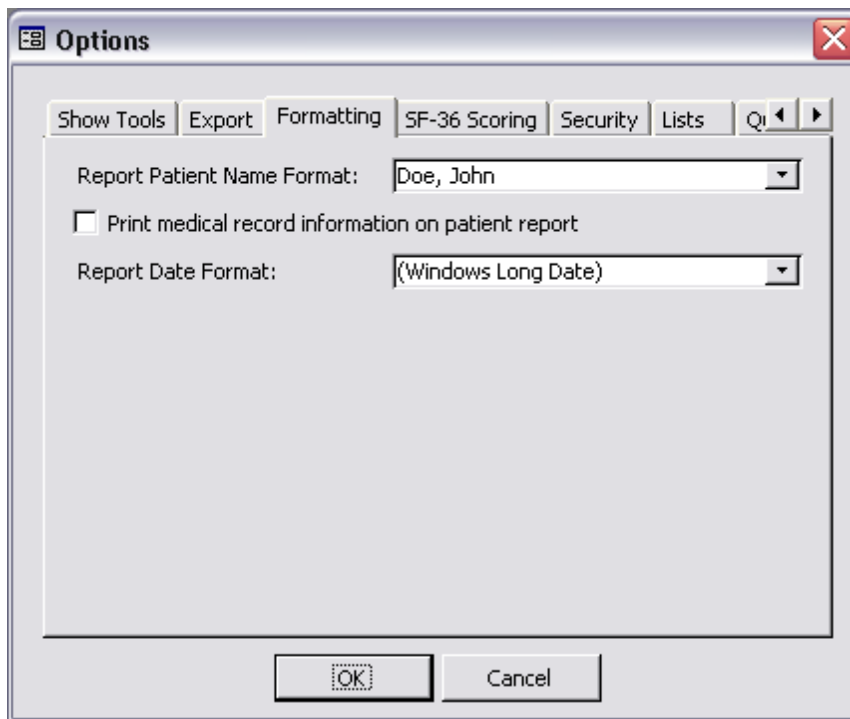 Options
Show Tools Export Formatting SF-36 Scoring Security Lists
Report Patient Name Format: Doe, John
Print medical record information on patient report
Report Date Format: (Windows Long Date)
OK Cancel